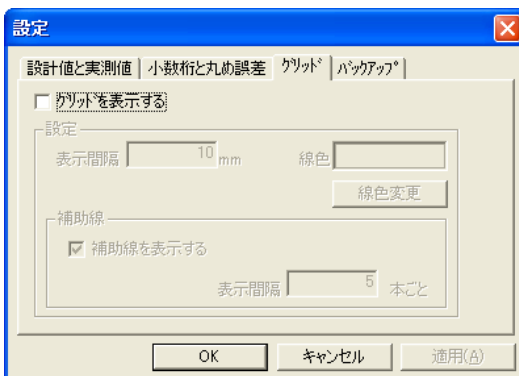 設定
設計値と実測値 小数桁と丸め誤差 グリッド バックアップ
グリッドを表示する
設定
表示間隔 10 mm 線色
線色変更
補助線
補助線を表示する
表示間隔 5 本ごと
OK キャンセル 適用(A)